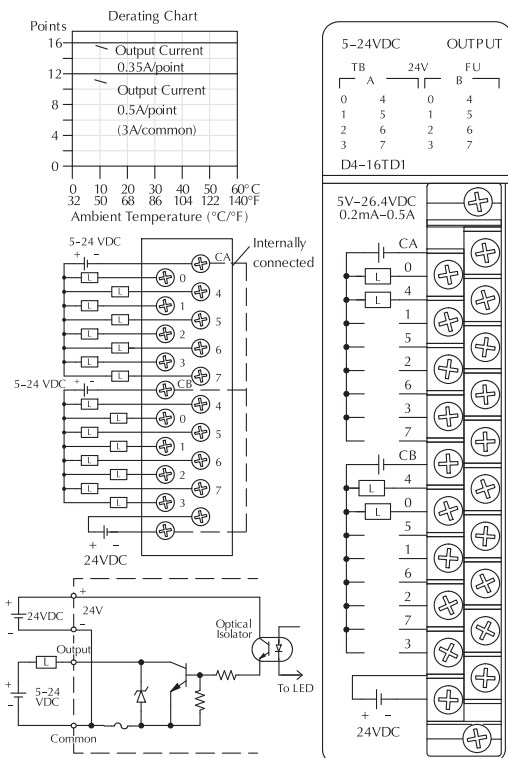 Derating Chart
Points
16
12
8
4
0
Output Current
0.35A/point
Output Current
0.5A/point
(3A/common)
0 10 20 30 40 50 60°C
32 50 68 86 104 122 140°F
Ambient Temperature (°C/°F)
5–24 VDC
+ –
Internally
connected
CA
L 0
L 4
L 1
L 5
L 2
L 6
L 3
L 7
5–24 VDC + –
CB
L 4
L 0
L 5
L 1
L 6
L 2
L 7
L 3
+ –
24VDC
+
24VDC
–
+
24V
–
Output
L
Optical
Isolator
To LED
+
5–24
VDC
–
Common
5–24VDC OUTPUT
TB 24V FU
A B
0 4 0 4
1 5 1 5
2 6 2 6
3 7 3 7
D4–16TD1
5V–26.4VDC
0.2mA–0.5A
CA
L 0
L 4
1
5
2
6
3
7
CB
L 4
L 0
5
1
6
2
7
3
+ –
24VDC